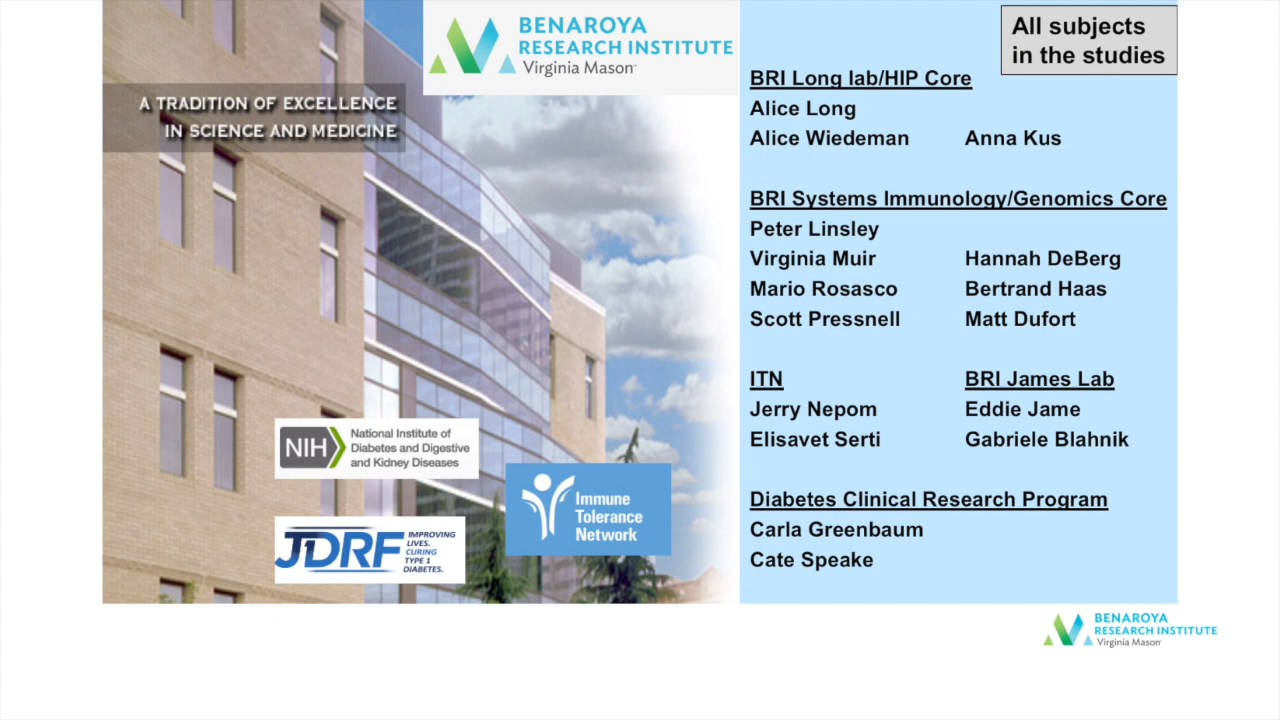 BENAROYA
RESEARCH INSTITUTE
Virginia Mason
A TRADITION OF EXCELLENCE
IN SCIENCE AND MEDICINE
NIH
National Institute of
Diabetes and Digestive
and Kidney Diseases
Immune
Tolerance
Network
JDRF
IMPROVING
LIVES.
CURING
TYPE 1
DIABETES.
All subjects
in the studies
BRI Long lab/HIP Core
Alice Long
Alice Wiedeman Anna Kus
BRI Systems Immunology/Genomics Core
Peter Linsley
Virginia Muir Hannah DeBerg
Mario Rosasco Bertrand Haas
Scott Pressnell Matt Dufort
ITN BRI James Lab
Jerry Nepom Eddie Jame
Elisavet Serti Gabriele Blahnik
Diabetes Clinical Research Program
Carla Greenbaum
Cate Speake
BENAROYA
RESEARCH INSTITUTE
Virginia Mason